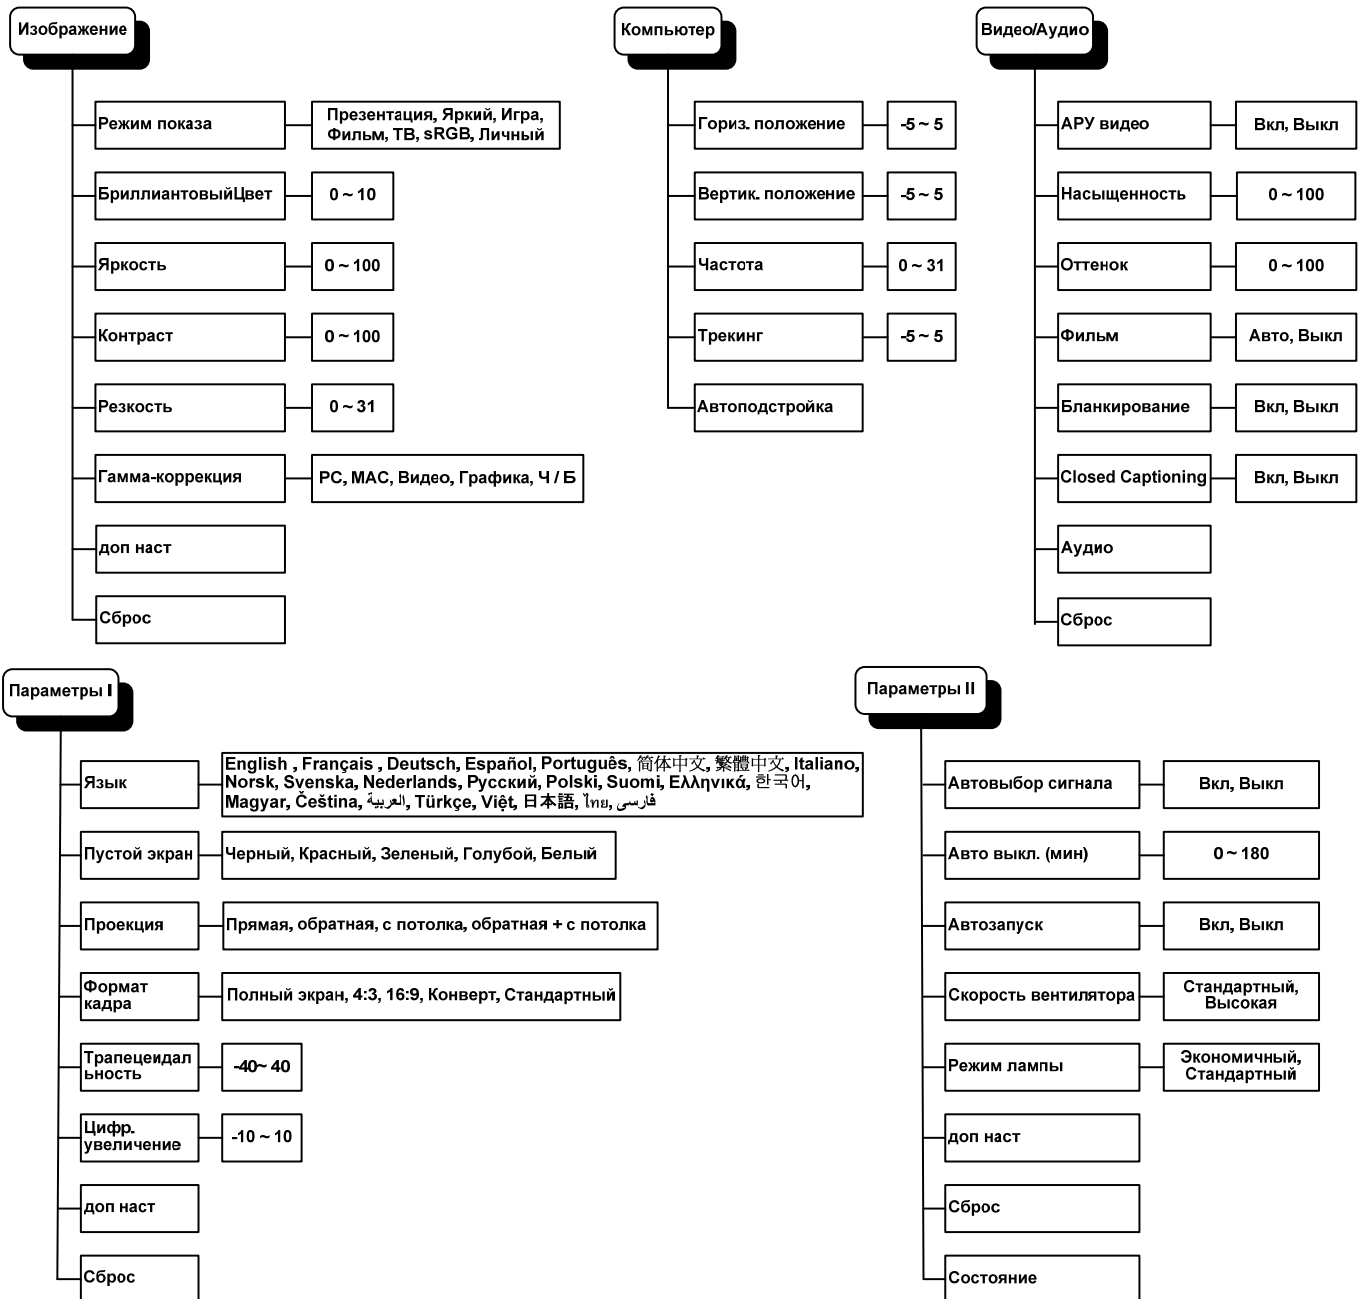 Изображение
Режим показа
Презентация, Яркий, Игра,
Фильм, ТВ, sRGB, Личный
БриллиантовыйЦвет
0 ~ 10
Яркость
0 ~ 100
Контраст
0 ~ 100
Резкость
0 ~ 31
Гамма-коррекция
PC, MAC, Видео, Графика, Ч / Б
доп наст
Сброс
Компьютер
Гориз. положение
-5 ~ 5
Вертик. положение
-5 ~ 5
Частота
0 ~ 31
Трекинг
-5 ~ 5
Автоподстройка
Видео/Аудио
АРУ видео
Вкл, Выкл
Насыщенность
0 ~ 100
Оттенок
0 ~ 100
Фильм
Авто, Выкл
Бланкирование
Вкл, Выкл
Closed Captioning
Вкл, Выкл
Аудио
Сброс
Параметры I
Язык
English , Français , Deutsch, Español, Português, 简体中文, 繁體中文, Italiano,
Norsk, Svenska, Nederlands, Русский, Polski, Suomi, Ελληνικά, 한국어,
Magyar, Čeština, العربية, Türkçe, Việt, 日本語, ไทย, فارسی
Пустой экран
Черный, Красный, Зеленый, Голубой, Белый
Проекция
Прямая, обратная, с потолка, обратная + с потолка
Формат
кадра
Полный экран, 4:3, 16:9, Конверт, Стандартный
Трапецеидал
ьность
-40~ 40
Цифр.
увеличение
-10 ~ 10
доп наст
Сброс
Параметры II
Автовыбор сигнала
Вкл, Выкл
Авто выкл. (мин)
0 ~ 180
Автозапуск
Вкл, Выкл
Скорость вентилятора
Стандартный,
Высокая
Режим лампы
Экономичный,
Стандартный
доп наст
Сброс
Состояние